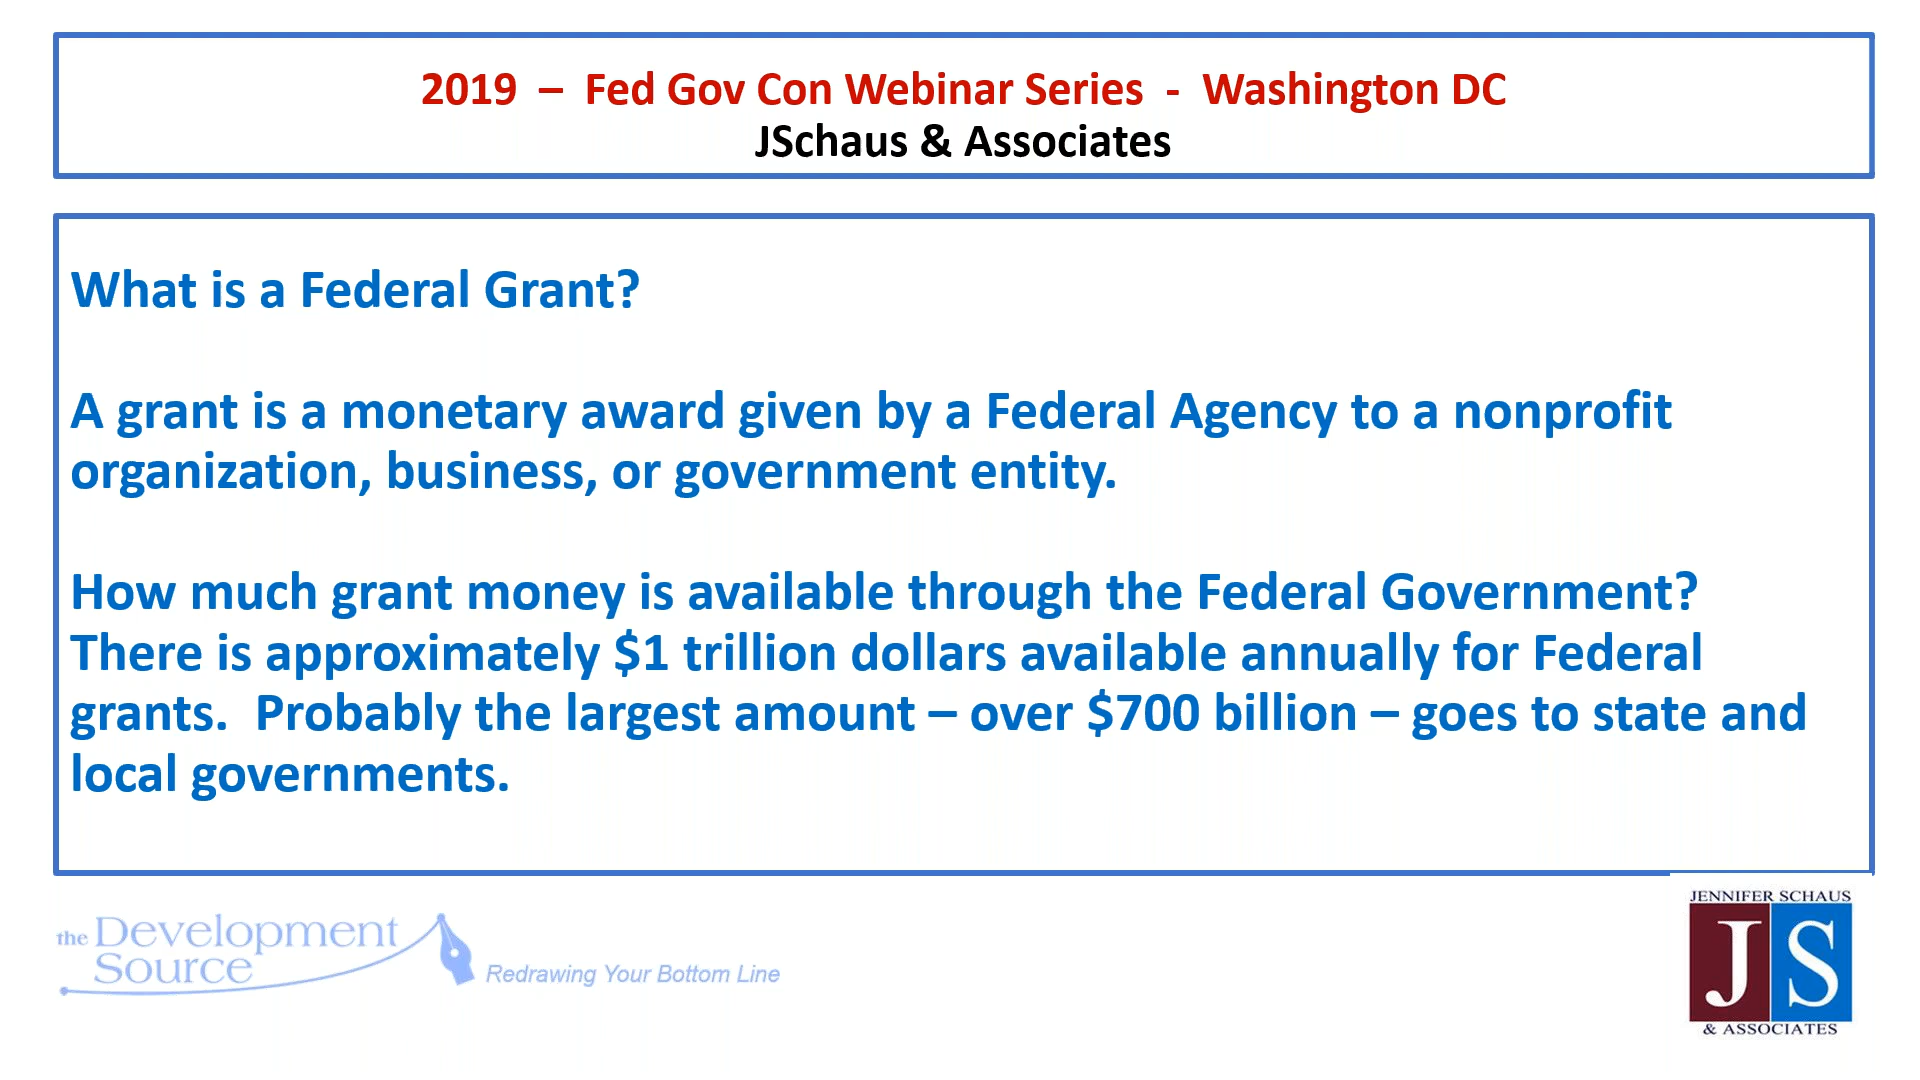 2019 – Fed Gov Con Webinar Series - Washington DC
JSchaus & Associates
What is a Federal Grant?
A grant is a monetary award given by a Federal Agency to a nonprofit
organization, business, or government entity.
How much grant money is available through the Federal Government?
There is approximately $1 trillion dollars available annually for Federal
grants.  Probably the largest amount – over $700 billion – goes to state and
local governments.
the Development
Source
Redrawing Your Bottom Line
JENNIFER SCHAUS
JS
& ASSOCIATES